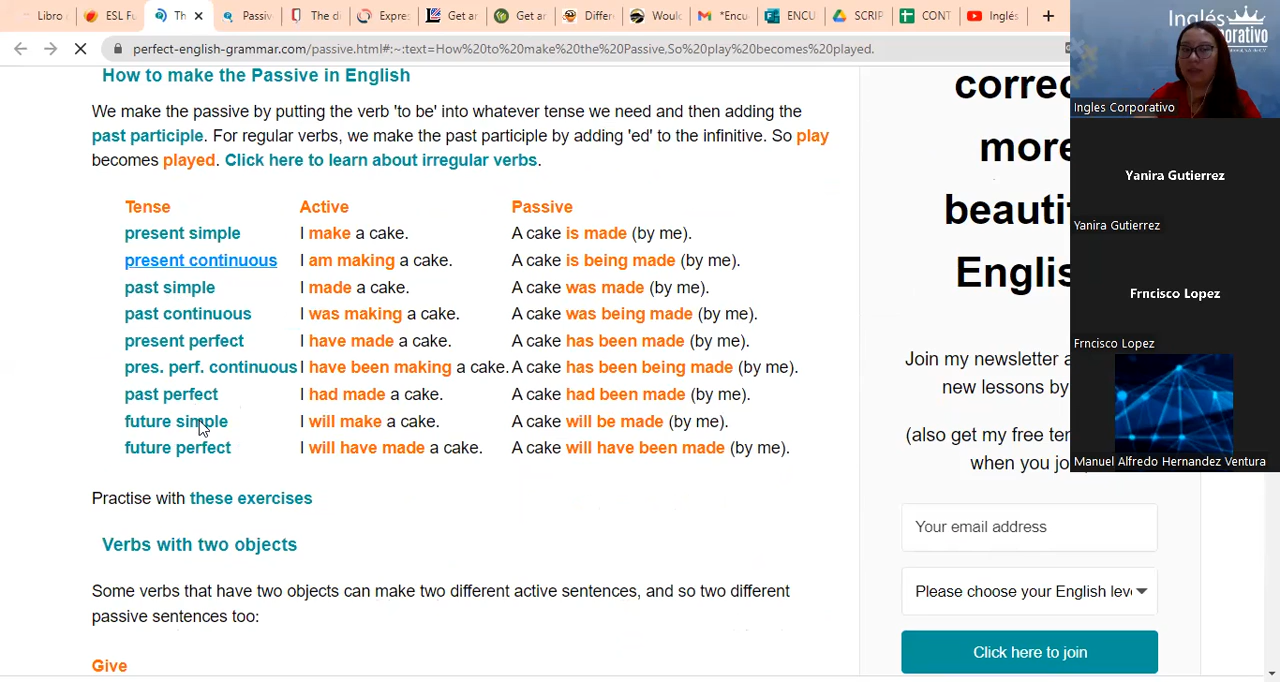 Libro
ESL Fu
Th
Passiv
The di
Expre
Get ar
Get ar
Differ
Woul
*Encu
ENCU
SCRIP
CONT
Inglés
perfect-english-grammar.com/passive.html#:~:text=How%20to%20make%20the%20Passive,So%20play%20becomes%20played.
How to make the Passive in English
We make the passive by putting the verb 'to be' into whatever tense we need and then adding the
past participle. For regular verbs, we make the past participle by adding 'ed' to the infinitive. So play
becomes played. Click here to learn about irregular verbs.
Tense Active Passive
present simple I make a cake. A cake is made (by me).
present continuous I am making a cake. A cake is being made (by me).
past simple I made a cake. A cake was made (by me).
past continuous I was making a cake. A cake was being made (by me).
present perfect I have made a cake. A cake has been made (by me).
pres. perf. continuous I have been making a cake. A cake has been being made (by me).
past perfect I had made a cake. A cake had been made (by me).
future simple I will make a cake. A cake will be made (by me).
future perfect I will have made a cake. A cake will have been made (by me).
Practise with these exercises
Verbs with two objects
Some verbs that have two objects can make two different active sentences, and so two different
passive sentences too:
Give
correc
more
beauti
Englis
Join my newsletter a
new lessons by
(also get my free ten
when you jo
Your email address
Please choose your English leve
Click here to join
Inglés
rporativo
Ingles Corporativo
Yanira Gutierrez
Yanira Gutierrez
Frncisco Lopez
Frncisco Lopez
Manuel Alfredo Hernandez Ventura